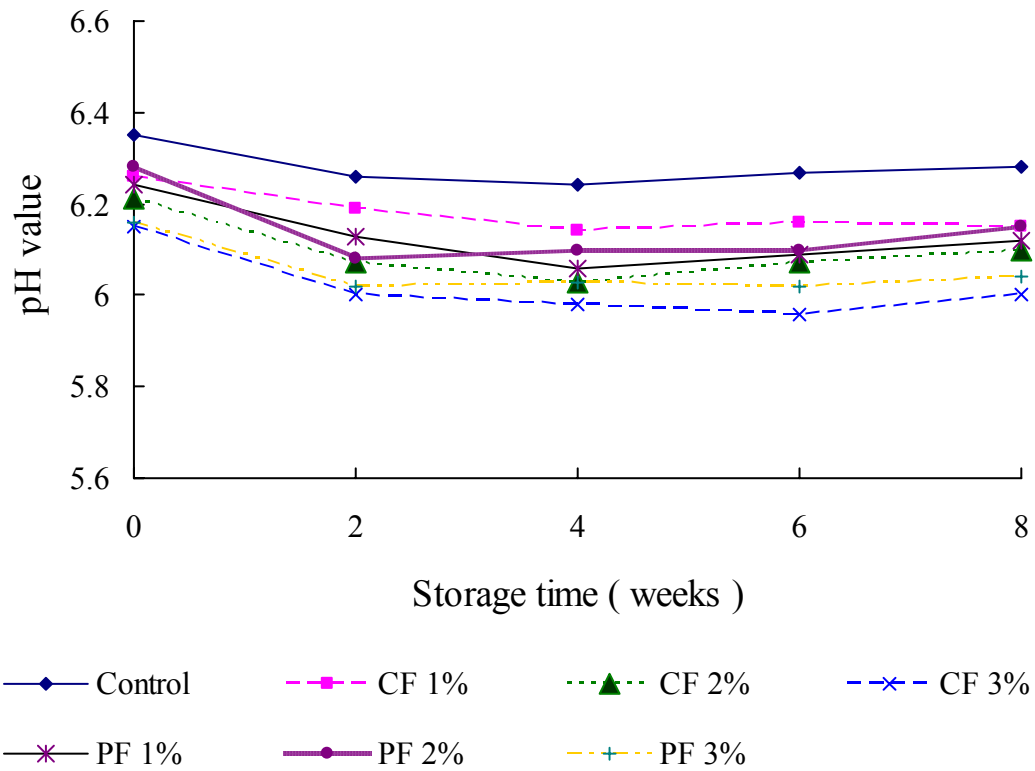 6.6
6.4
6.2
6
5.8
5.6
pH value
0 2 4 6 8
Storage time ( weeks )
Control CF 1% CF 2% CF 3%
PF 1% PF 2% PF 3%